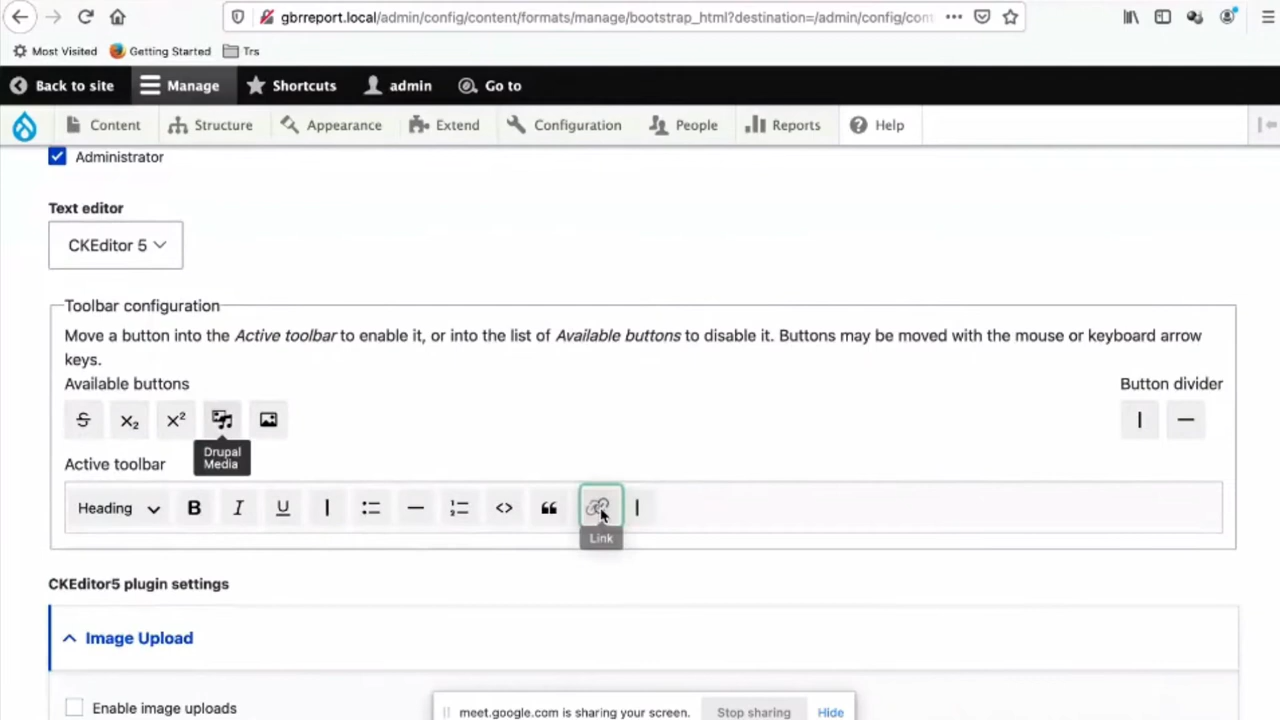 gbrreport.local/admin/config/content/formats/manage/bootstrap_html?destination=/admin/config/cont
Most Visited Getting Started Trs
Back to site Manage Shortcuts admin Go to
Content Structure Appearance Extend Configuration People Reports Help
Administrator
Text editor
CKEditor 5
Toolbar configuration
Move a button into the Active toolbar to enable it, or into the list of Available buttons to disable it. Buttons may be moved with the mouse or keyboard arrow
keys.
Available buttons Button divider
S X₂ X²
Drupal
Media
Active toolbar
Heading B I U
Link
CKEditor5 plugin settings
Image Upload
Enable image uploads
meet.google.com is sharing your screen. Stop sharing Hide